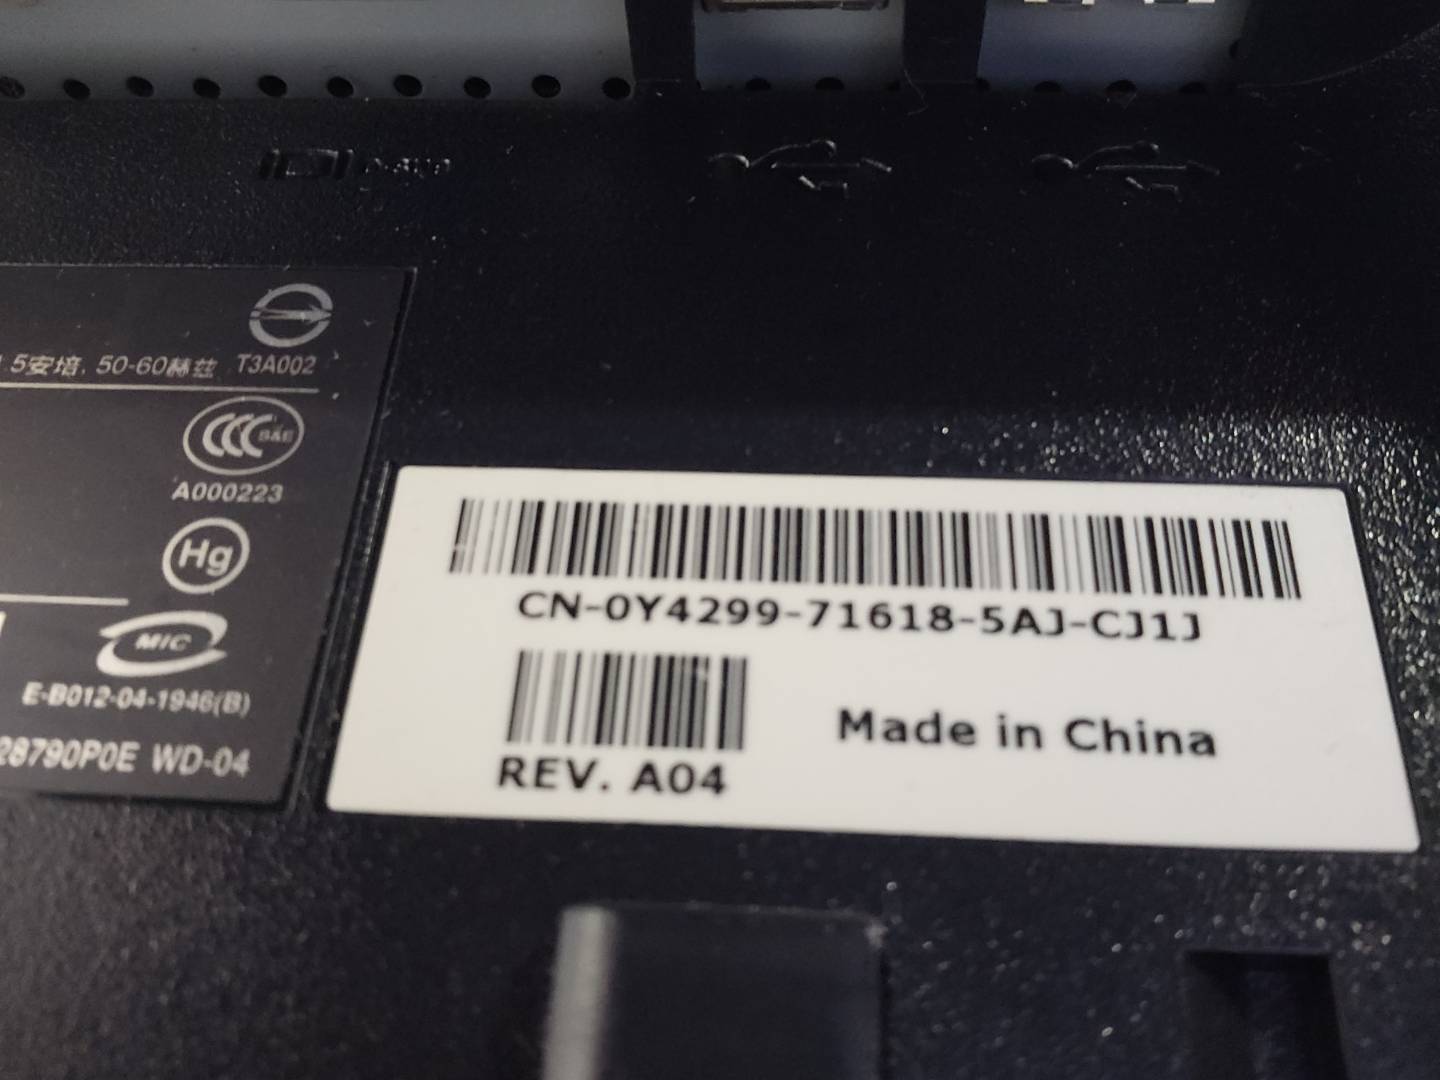 5安培, 50-60赫兹 T3A002
CCC S&E
A000223
Hg
MIC
E-B012-04-1946(B)
28790P0E WD-04
CN-0Y4299-71618-5AJ-CJ1J
REV. A04
Made in China